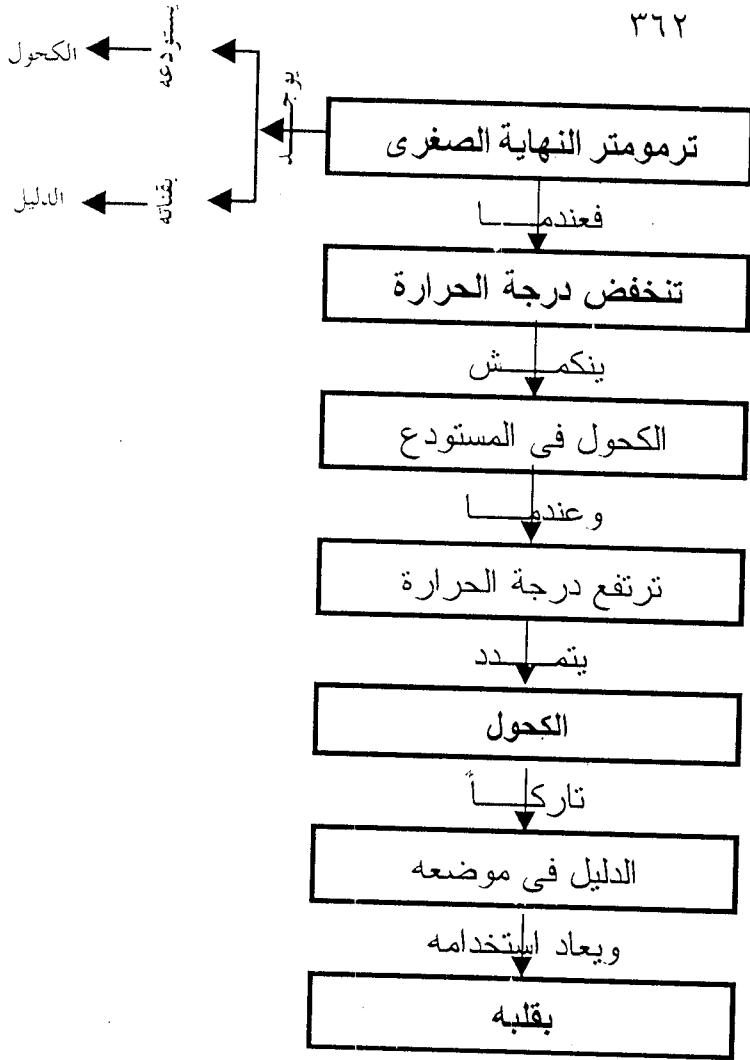 ٣٦٢
ترمومتر النهاية الصغرى
يوجد
بمستودعه
الكحول
بقناته
الدليل
فعندما
تنخفض درجة الحرارة
ينكمش
الكحول فى المستودع
وعندما
ترتفع درجة الحرارة
يتمدد
الكحول
تاركاً
الدليل فى موضعه
ويعاد استخدامه
بقلبه